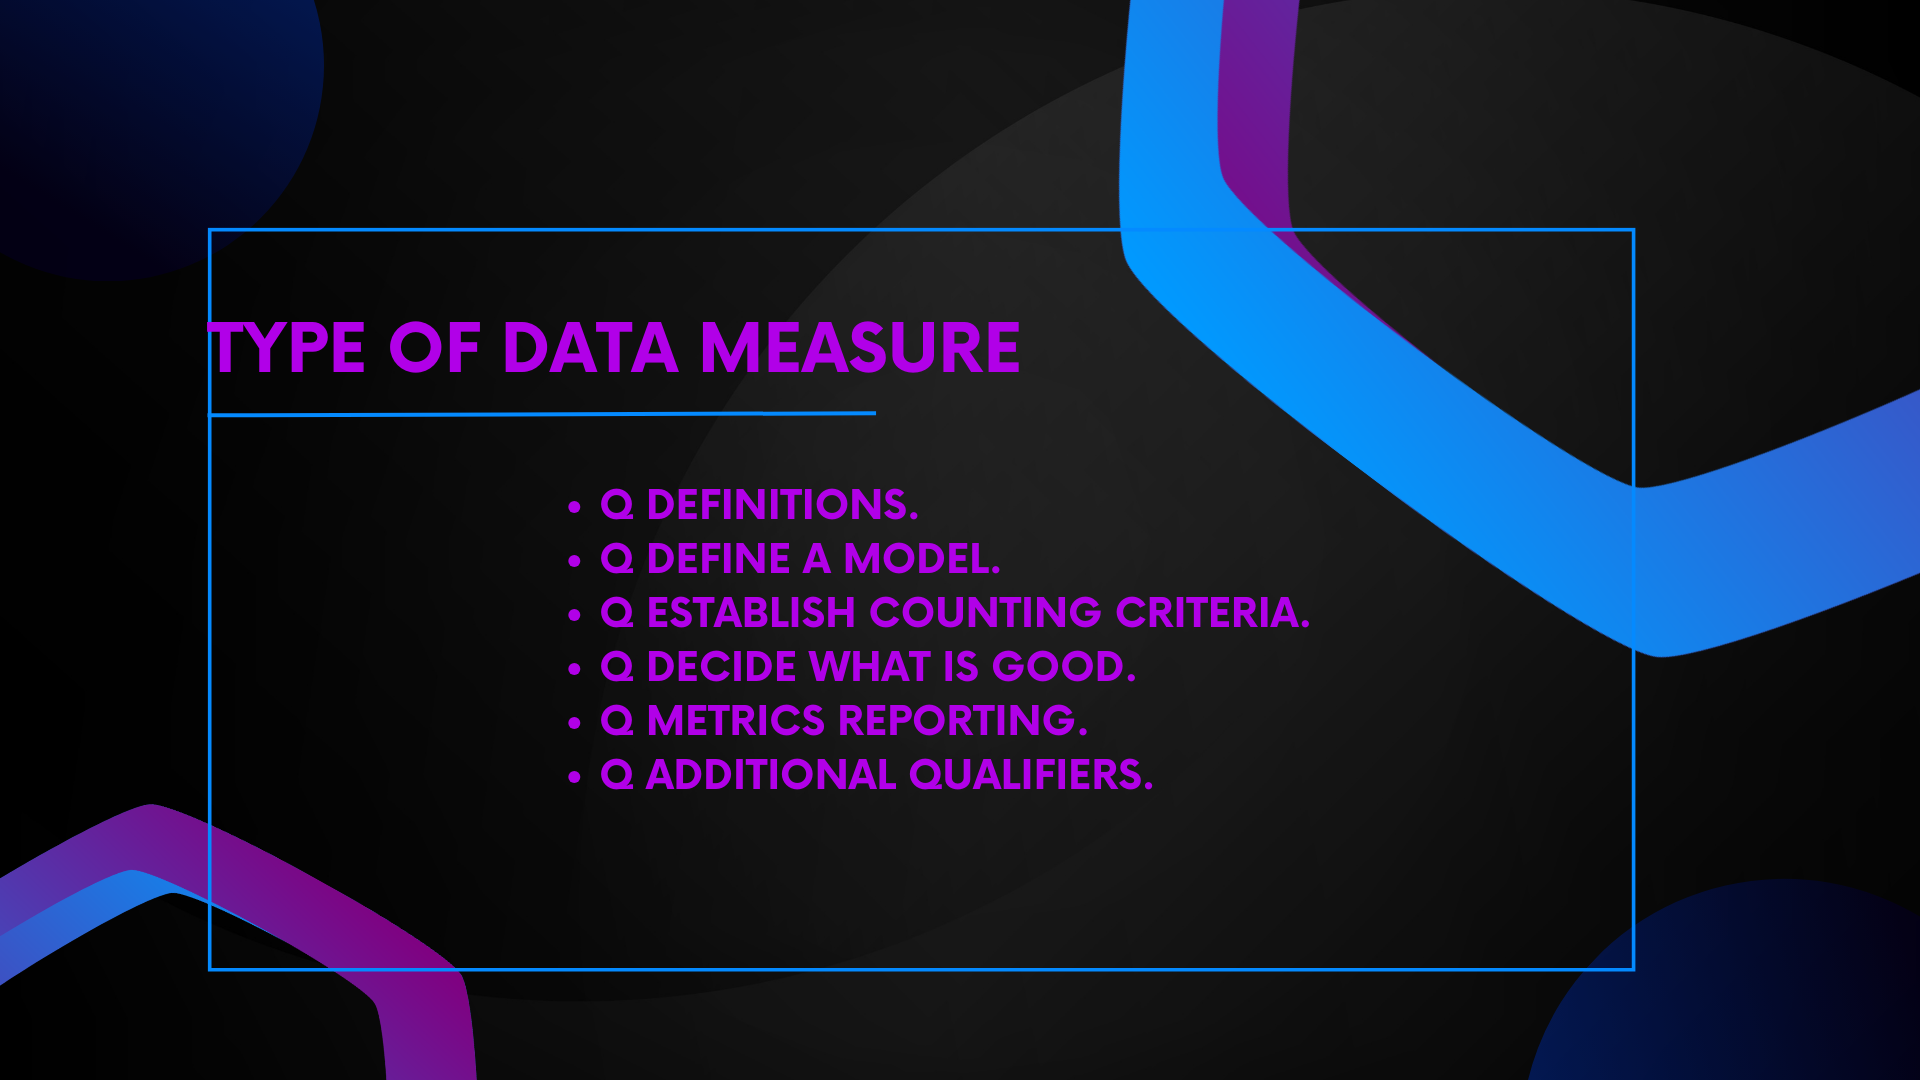 TYPE OF DATA MEASURE
• Q DEFINITIONS.
• Q DEFINE A MODEL.
• Q ESTABLISH COUNTING CRITERIA.
• Q DECIDE WHAT IS GOOD.
• Q METRICS REPORTING.
• Q ADDITIONAL QUALIFIERS.